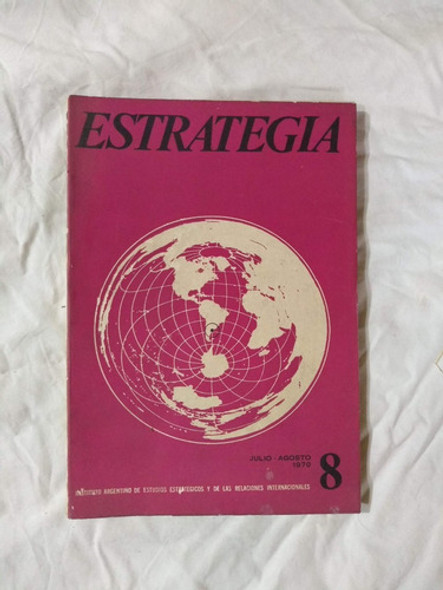 ESTRATEGIA
JULIO - AGOSTO
1970
8
INSTITUTO ARGENTINO DE ESTUDIOS ESTRATEGICOS Y DE LAS RELACIONES INTERNACIONALES